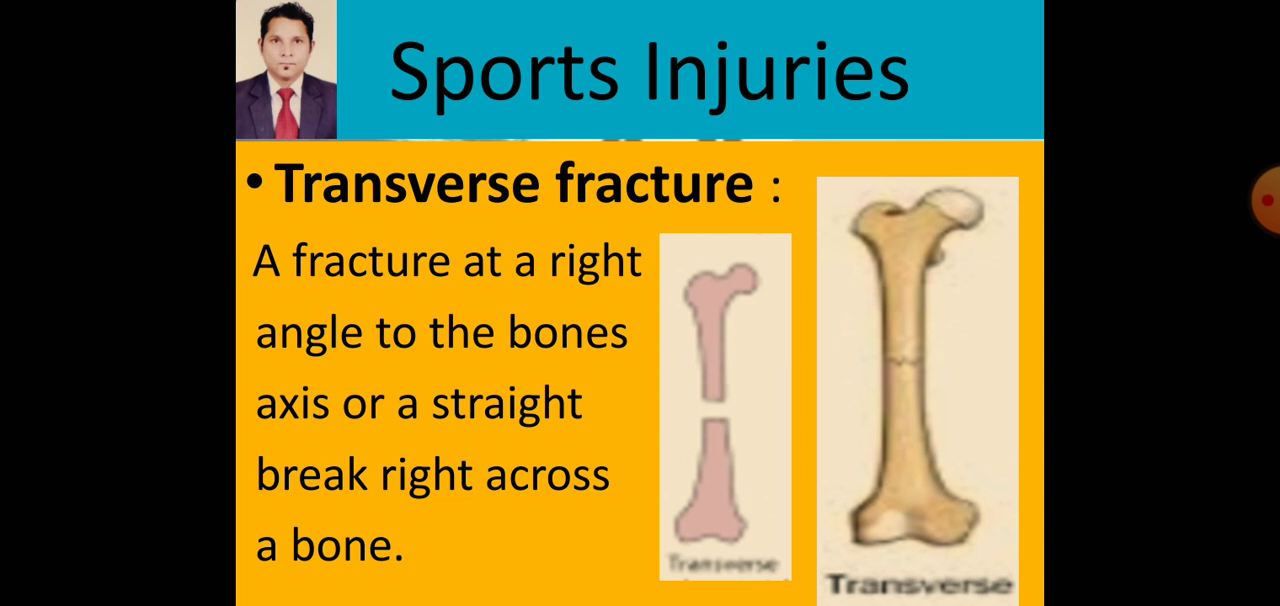 Sports Injuries
• Transverse fracture :
A fracture at a right
angle to the bones
axis or a straight
break right across
a bone.
Transverse
Transverse